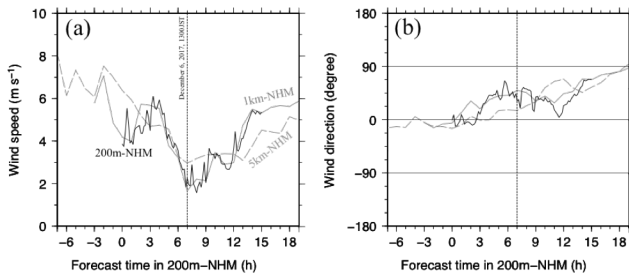 (a)
December 6, 2017, 1300JST
Wind speed (m s−1)
10
8
6
4
2
0
1km-NHM
200m-NHM
5km-NHM
−6 −3 0 3 6 9 12 15 18
Forecast time in 200m−NHM (h)
(b)
Wind direction (degree)
180
90
0
−90
−180
−6 −3 0 3 6 9 12 15 18
Forecast time in 200m−NHM (h)